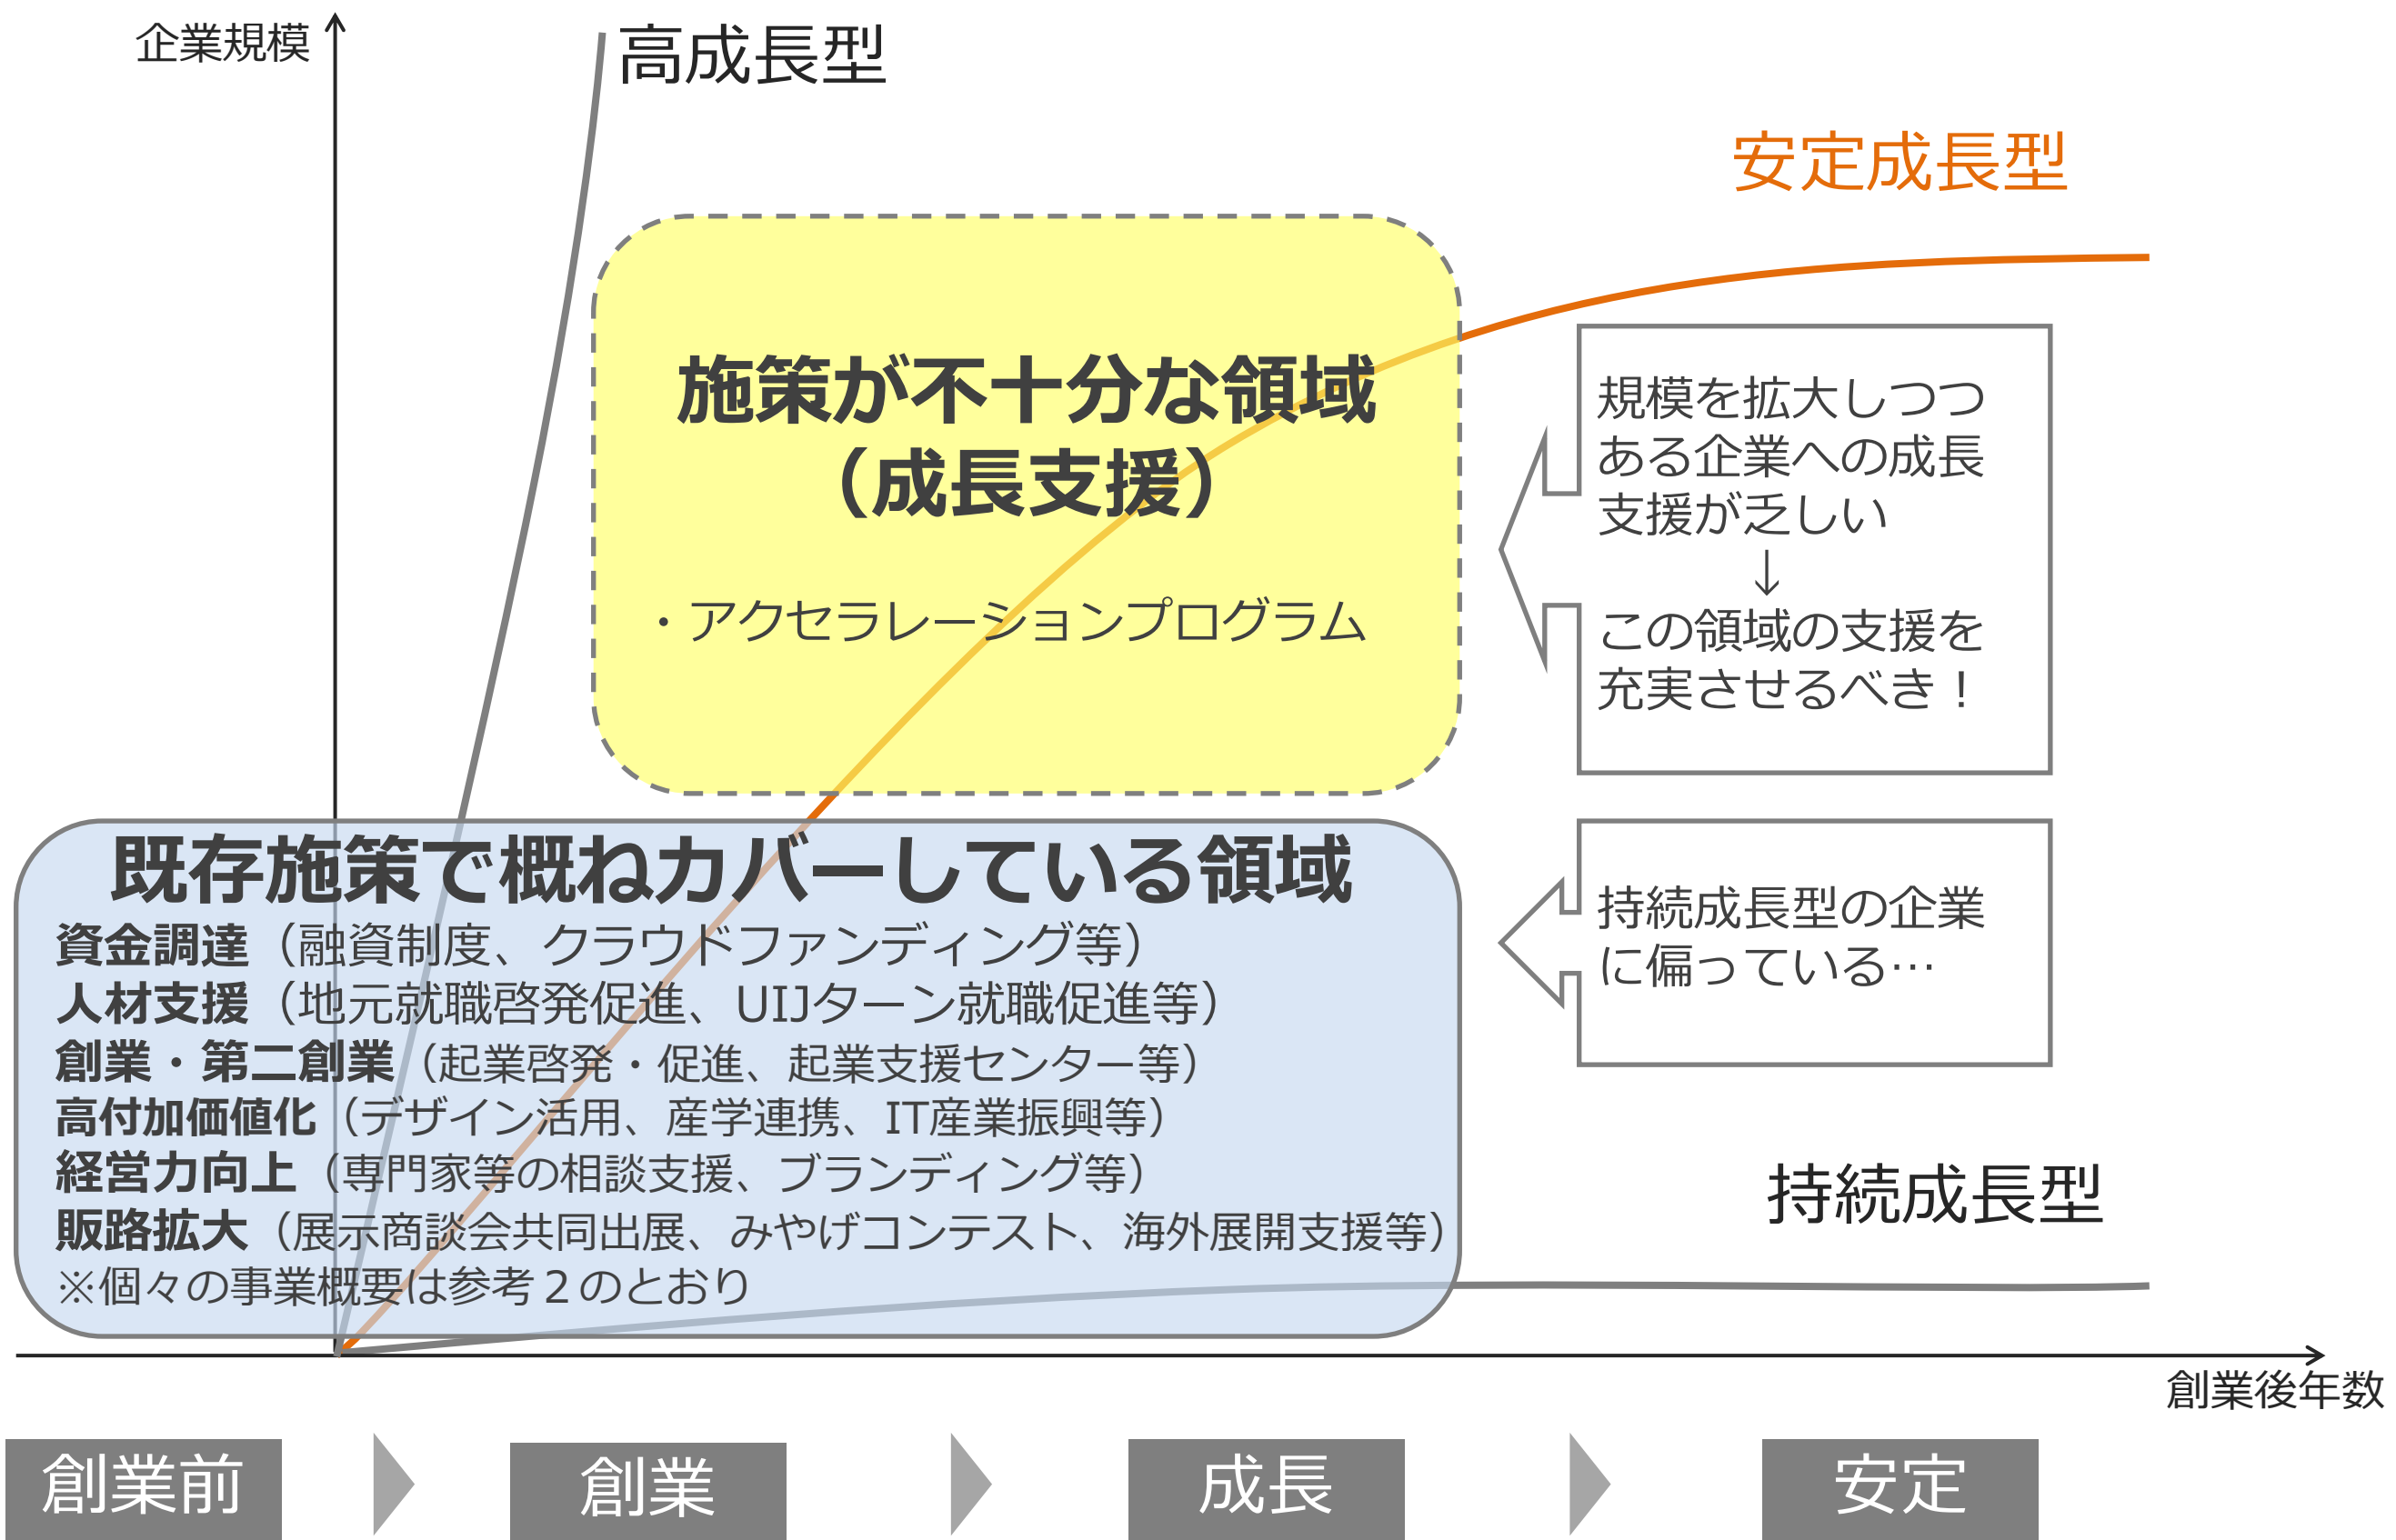 企業規模
高成長型
安定成長型
施策が不十分な領域
（成長支援）
・アクセラレーションプログラム
規模を拡大しつつ
ある企業への成長
支援が乏しい
↓
この領域の支援を
充実させるべき！
既存施策で概ねカバーしている領域
資金調達（融資制度、クラウドファンディング等）
人材支援（地元就職啓発促進、UIJターン就職促進等）
創業・第二創業（起業啓発・促進、起業支援センター等）
高付加価値化（デザイン活用、産学連携、IT産業振興等）
経営力向上（専門家等の相談支援、ブランディング等）
販路拡大（展示商談会共同出展、みやげコンテスト、海外展開支援等）
※個々の事業概要は参考２のとおり
持続成長型の企業
に偏っている…
持続成長型
創業後年数
創業前
創業
成長
安定